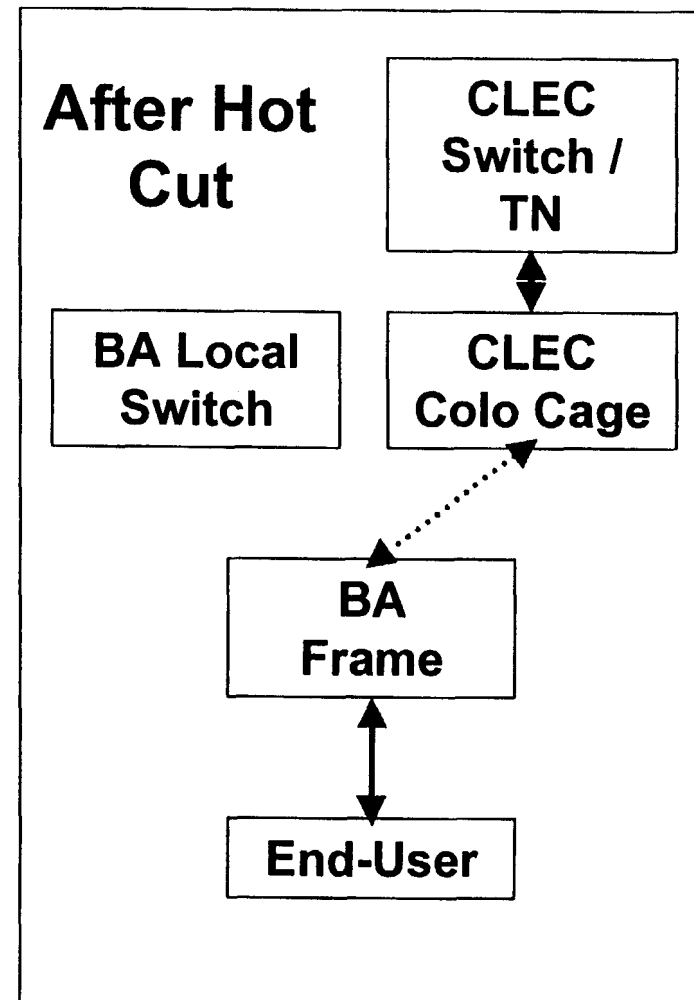 After Hot
Cut
CLEC
Switch /
TN
BA Local
Switch
CLEC
Colo Cage
BA
Frame
End-User